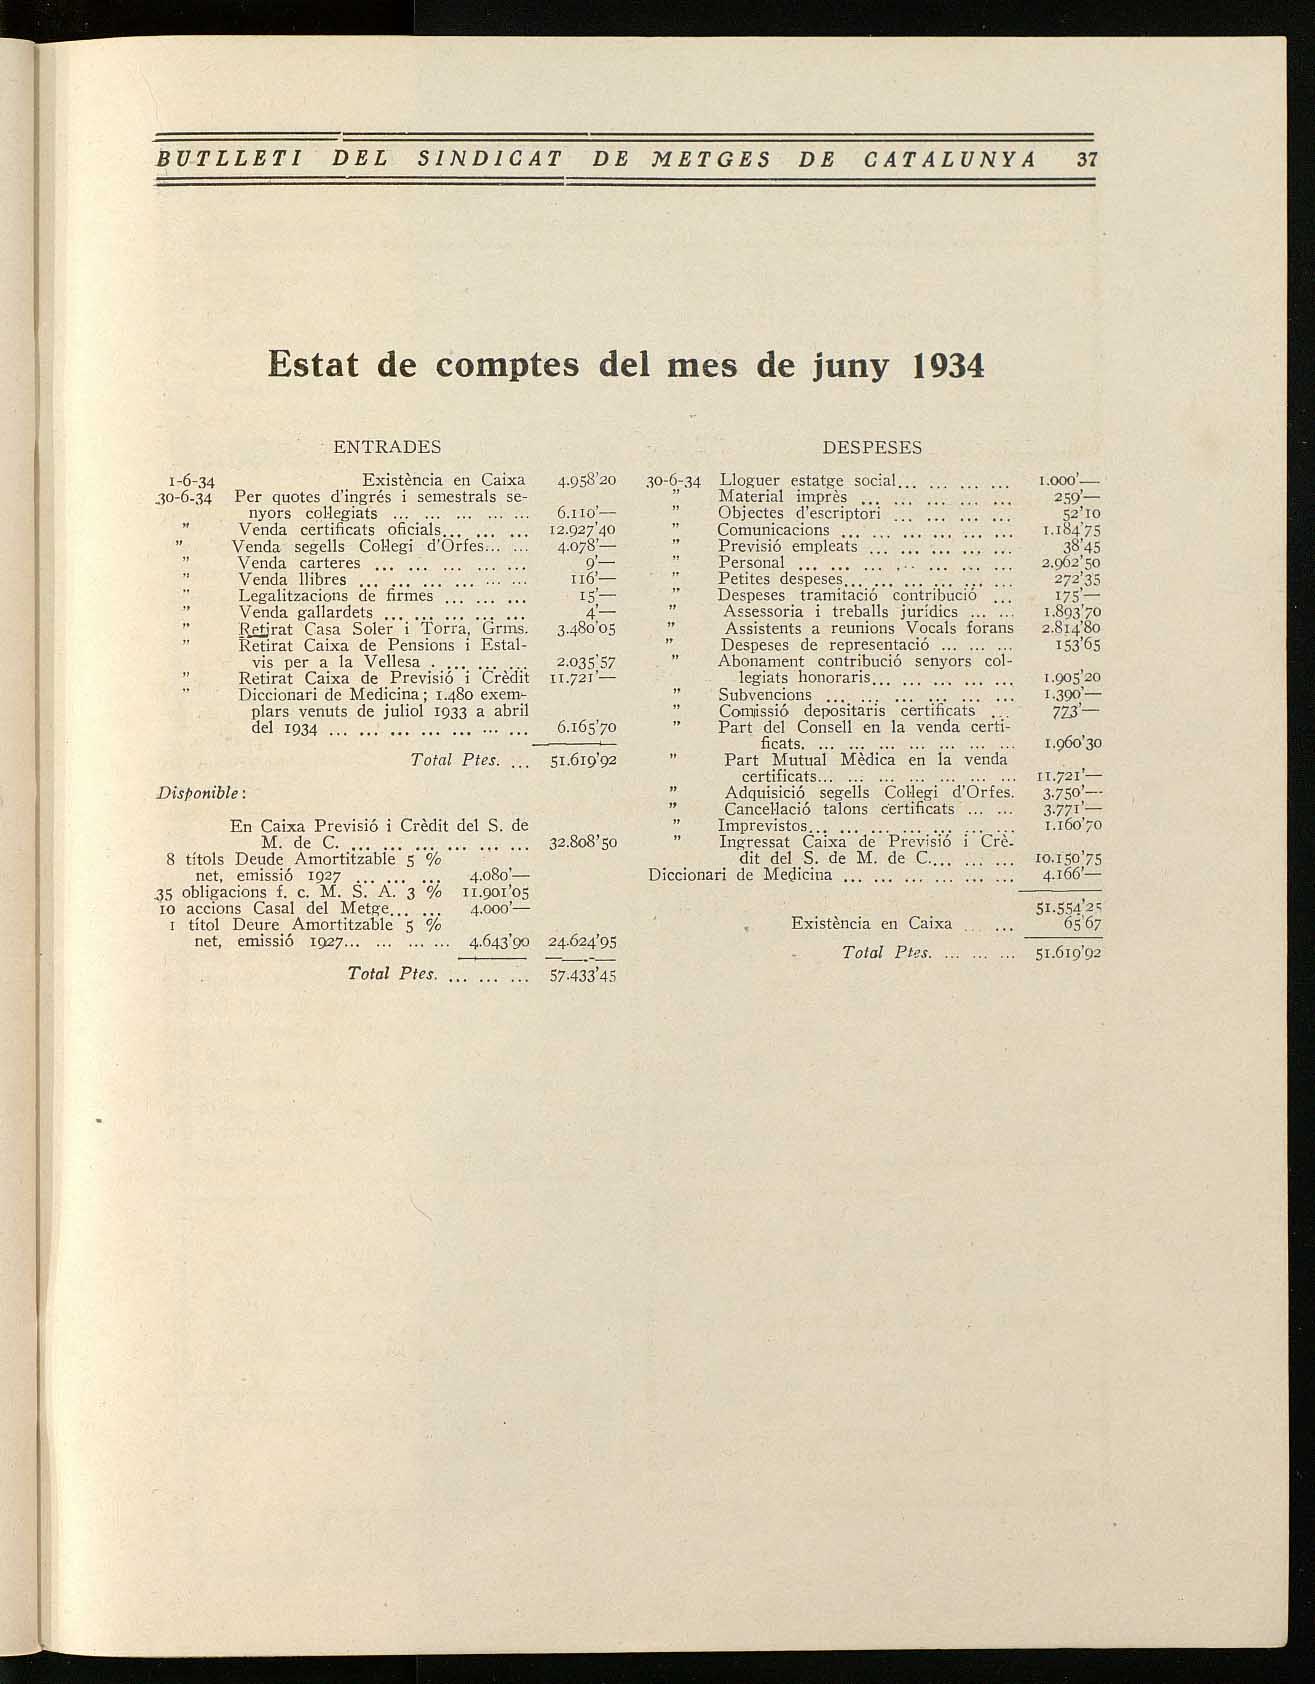 BUTLLETI DEL SINDICAT DE METGES DE CATALUNYA 37
Estat de comptes del mes de juny 1934
ENTRADES
1-6-34 Existència en Caixa 4.958'20
30-6-34 Per quotes d'ingrés i semestrals se-
nyors col·legiats ... ... ... ... ... 6.110'—
" Venda certificats oficials... ... ... 12.927'40
" Venda segells Col·legi d'Orfes... ... 4.078'—
" Venda carteres ... ... ... ... ... 9'—
" Venda llibres ... ... ... ... ... ... 116'—
" Legalitzacions de firmes ... ... ... 15'—
" Venda gallardets ... ... ... ... ... 4'—
" Retirat Casa Soler i Torra, Grms. 3.480'05
" Retirat Caixa de Pensions i Estal-
vis per a la Vellesa . ... ... ... 2.035'57
" Retirat Caixa de Previsió i Crèdit 11.721'—
" Diccionari de Medicina; 1.480 exem-
plars venuts de juliol 1933 a abril
del 1934 ... ... ... ... ... ... ... 6.165'70
Total Ptes. ... 51.619'92
Disponible:
En Caixa Previsió i Crèdit del S. de
M. de C. ... ... ... ... ... ... 32.808'50
8 títols Deude Amortitzable 5 %
net, emissió 1927 ... ... ... 4.080'—
35 obligacions f. c. M. S. A. 3 % 11.901'05
10 accions Casal del Metge... ... 4.000'—
1 títol Deure Amortitzable 5 %
net, emissió 1927... ... ... ... 4.643'90 24.624'95
Total Ptes. ... ... ... 57.433'45
DESPESES
30-6-34 Lloguer estatge social... ... ... ... 1.000'—
" Material imprès ... ... ... ... ... 259'—
" Objectes d'escriptori ... ... ... ... 52'10
" Comunicacions ... ... ... ... ... ... 1.184'75
" Previsió empleats ... ... ... ... ... 38'45
" Personal ... ... ... ... ... ... ... 2.962'50
" Petites despeses... ... ... ... ... ... 272'35
" Despeses tramitació contribució ... 175'—
" Assessoria i treballs jurídics ... ... 1.893'70
" Assistents a reunions Vocals forans 2.814'80
" Despeses de representació ... ... ... 153'65
" Abonament contribució senyors col-
legiats honoraris... ... ... ... ... 1.905'20
" Subvencions ... ... ... ... ... ... 1.390'—
" Comissió depositaris certificats ... 773'—
" Part del Consell en la venda certi-
ficats. ... ... ... ... ... ... ... 1.960'30
" Part Mutual Mèdica en la venda
certificats... ... ... ... ... ... ... 11.721'—
" Adquisició segells Col·legi d'Orfes. 3.750'—
" Cancel·lació talons certificats ... ... 3.771'—
" Imprevistos... ... ... ... ... ... ... 1.160'70
" Ingressat Caixa de Previsió i Crè-
dit del S. de M. de C.... ... ... 10.150'75
Diccionari de Medicina ... ... ... ... ... ... 4.166'—
51.554'25
Existència en Caixa ... ... 65'67
Total Ptes. ... ... ... 51.619'92